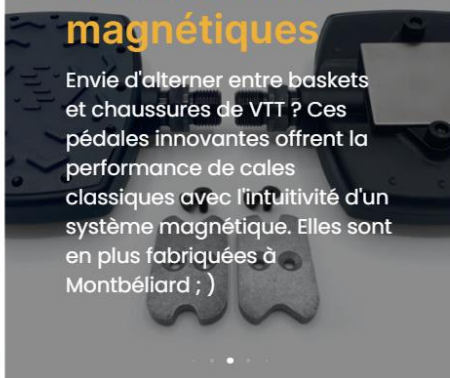 magnétiques
Envie d'alterner entre baskets
et chaussures de VTT ? Ces
pédales innovantes offrent la
performance de cales
classiques avec l'intuitivité d'un
système magnétique. Elles sont
en plus fabriquées à
Montbéliard ; )